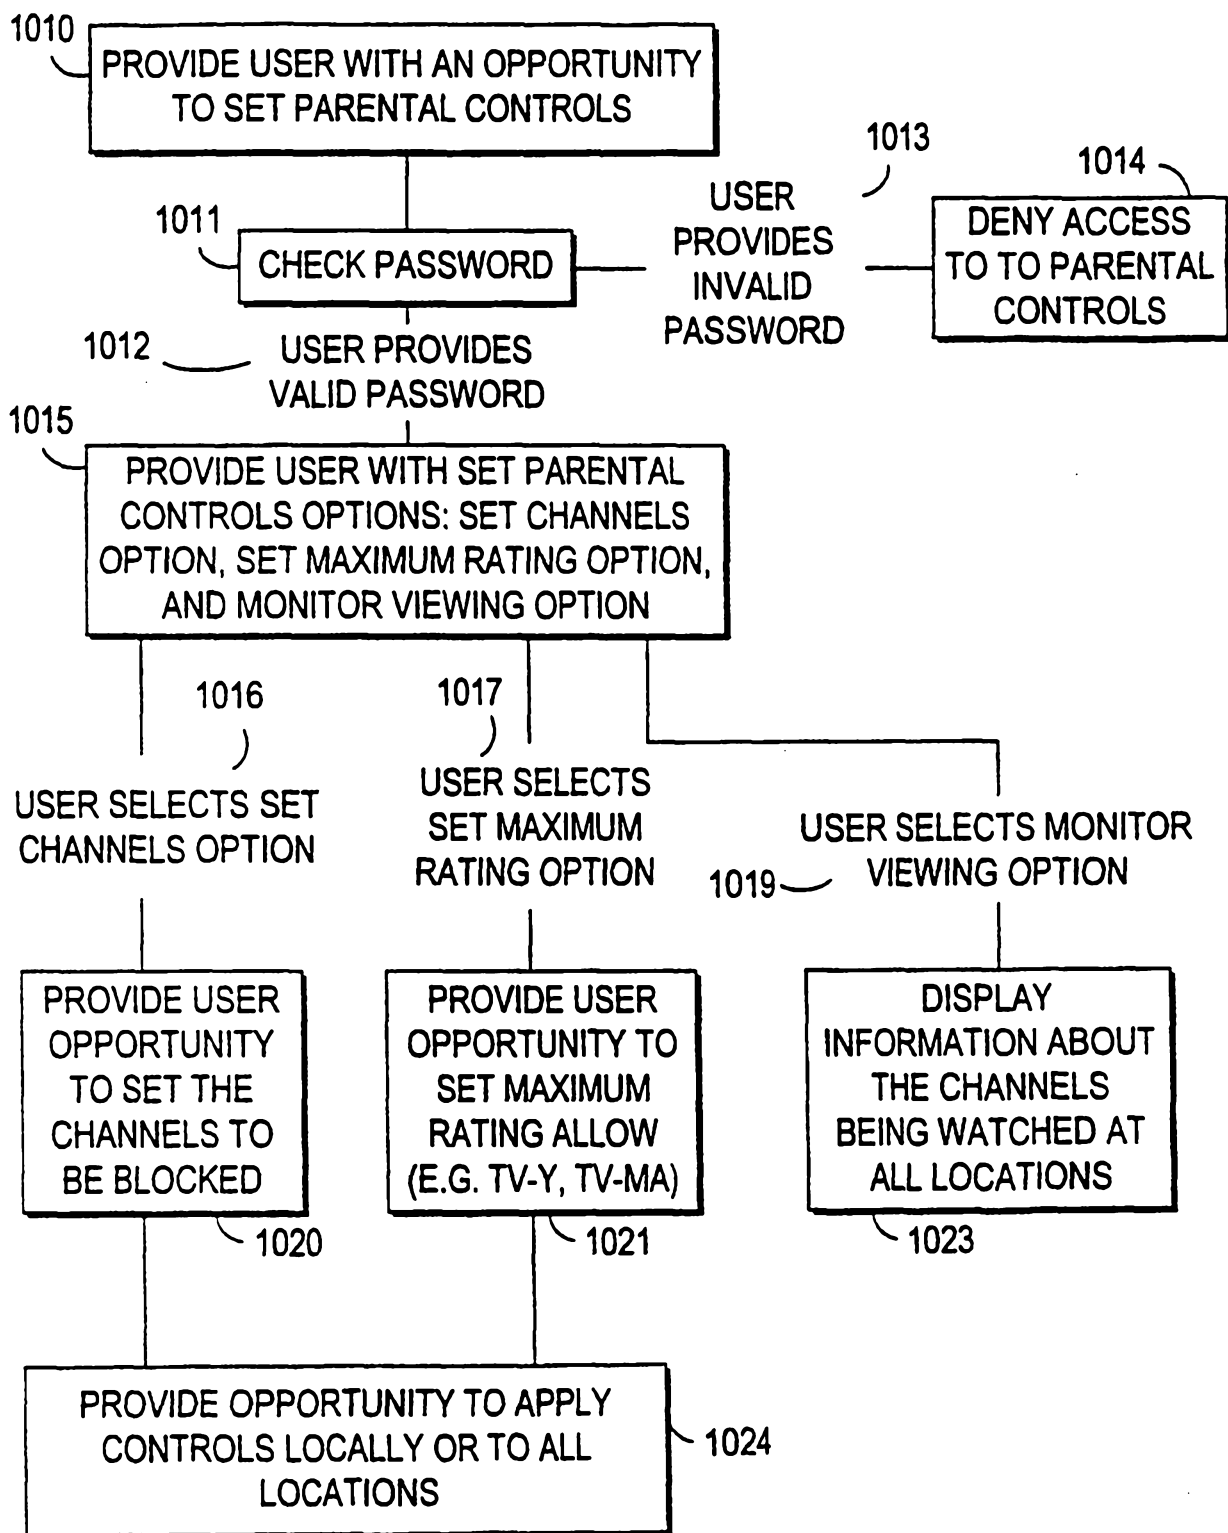 1010
PROVIDE USER WITH AN OPPORTUNITY
TO SET PARENTAL CONTROLS
1011
CHECK PASSWORD
1013
USER
PROVIDES
INVALID
PASSWORD
1014
DENY ACCESS
TO TO PARENTAL
CONTROLS
1012
USER PROVIDES
VALID PASSWORD
1015
PROVIDE USER WITH SET PARENTAL
CONTROLS OPTIONS: SET CHANNELS
OPTION, SET MAXIMUM RATING OPTION,
AND MONITOR VIEWING OPTION
1016
USER SELECTS SET
CHANNELS OPTION
1017
USER SELECTS
SET MAXIMUM
RATING OPTION
USER SELECTS MONITOR
VIEWING OPTION
1019
PROVIDE USER
OPPORTUNITY
TO SET THE
CHANNELS TO
BE BLOCKED
1020
PROVIDE USER
OPPORTUNITY TO
SET MAXIMUM
RATING ALLOW
(E.G. TV-Y, TV-MA)
1021
DISPLAY
INFORMATION ABOUT
THE CHANNELS
BEING WATCHED AT
ALL LOCATIONS
1023
PROVIDE OPPORTUNITY TO APPLY
CONTROLS LOCALLY OR TO ALL
LOCATIONS
1024